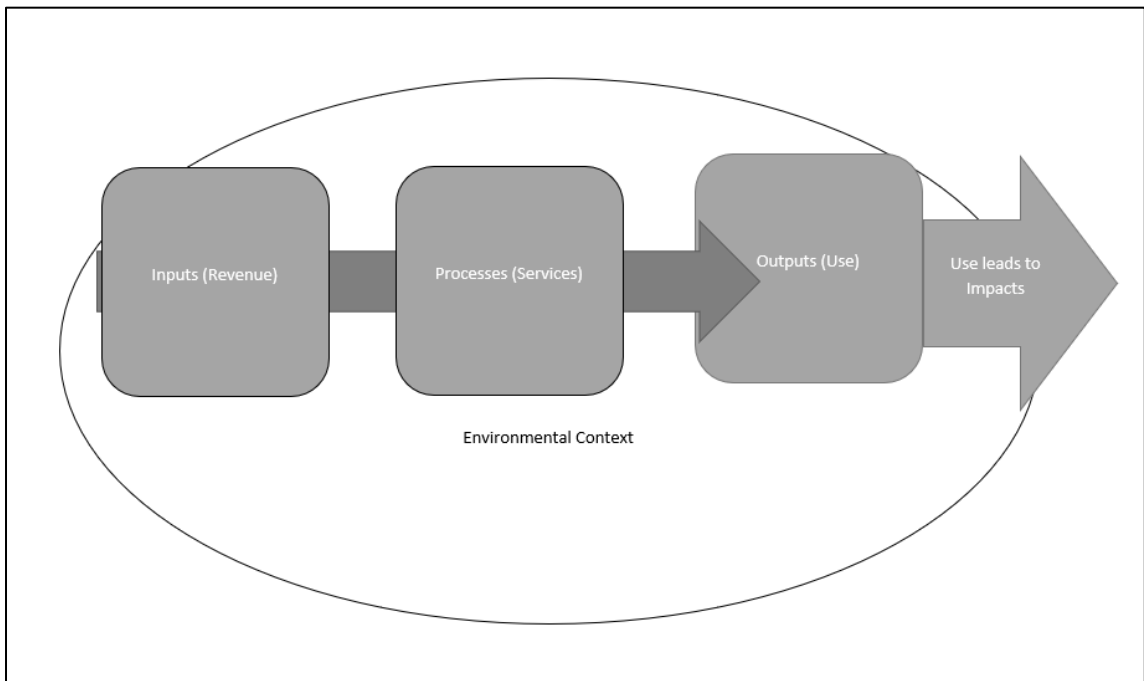 Inputs (Revenue)
Processes (Services)
Outputs (Use)
Use leads to
Impacts
Environmental Context